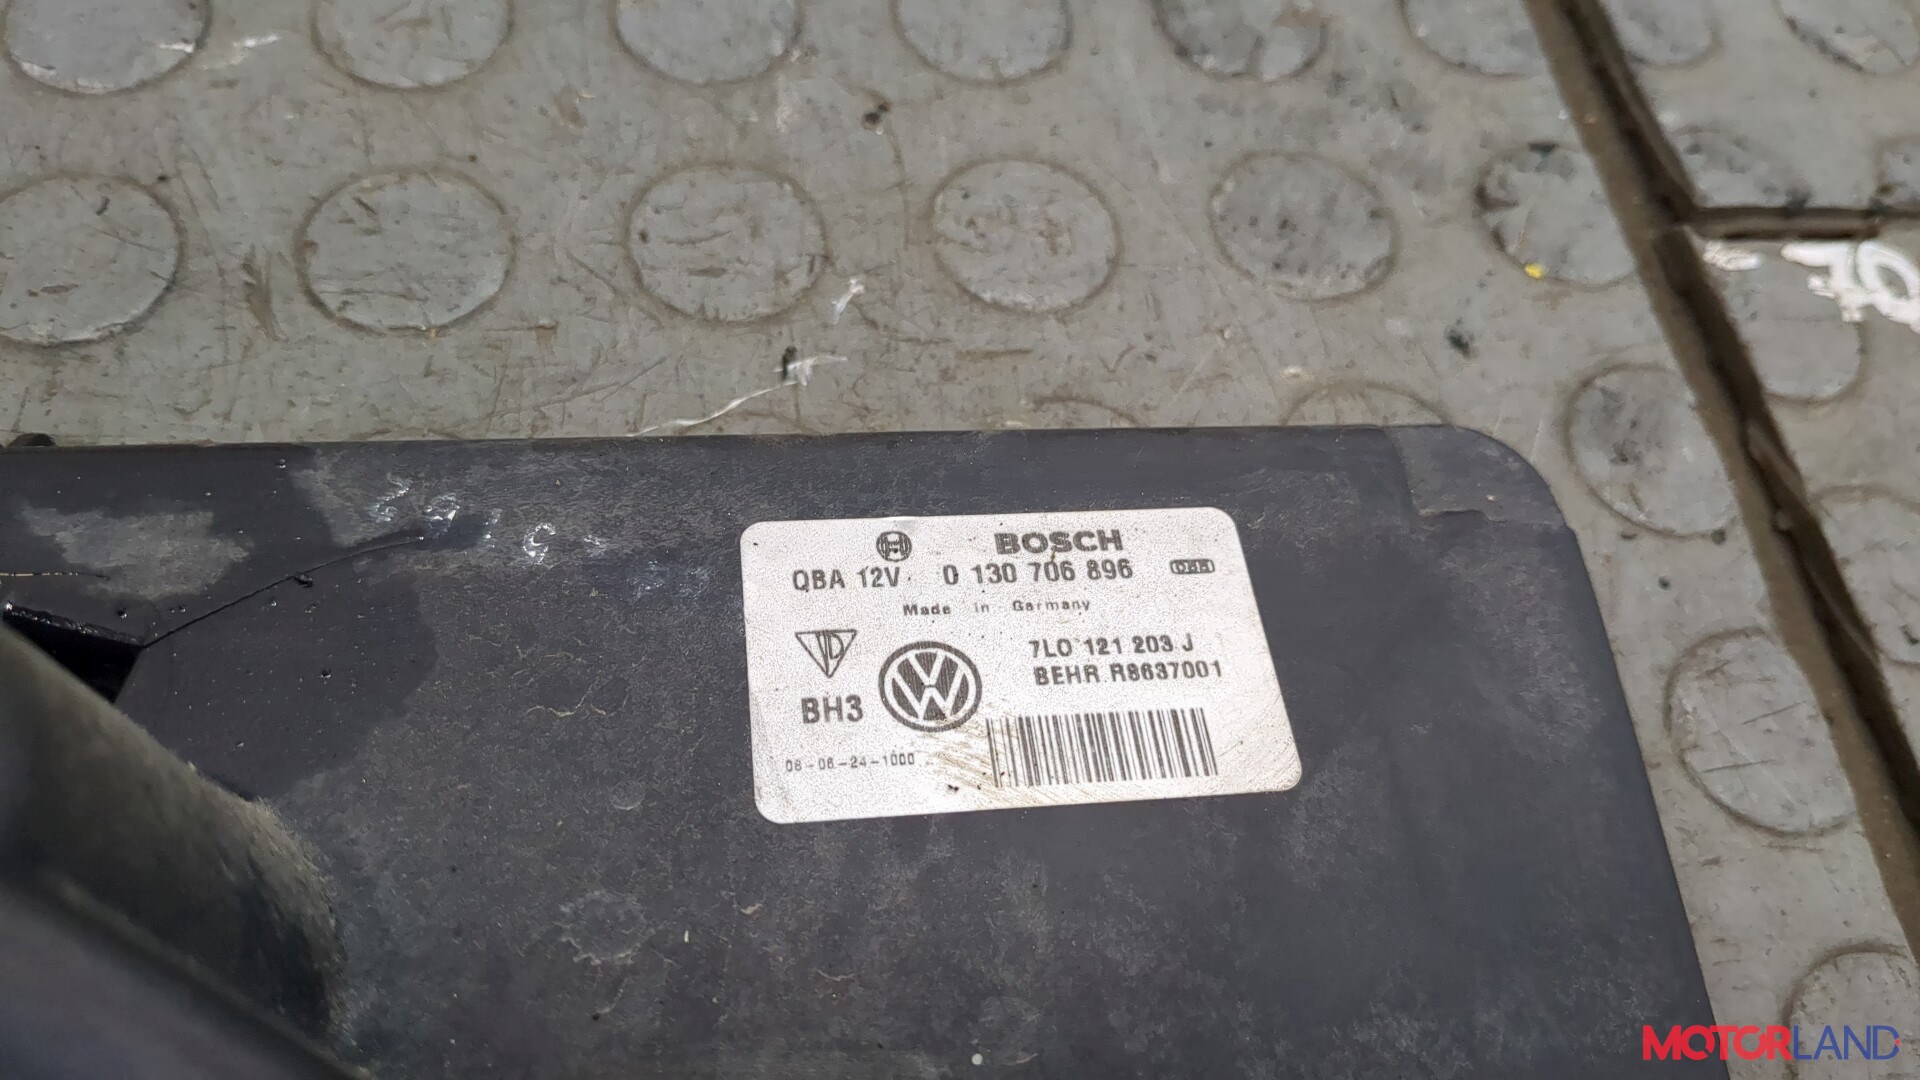 BOSCH
QBA 12V 0 130 706 896
Made in Germany
7L0 121 203 J
BEHR R8637001
BH3
08-06-24-1000
MOTORLAND